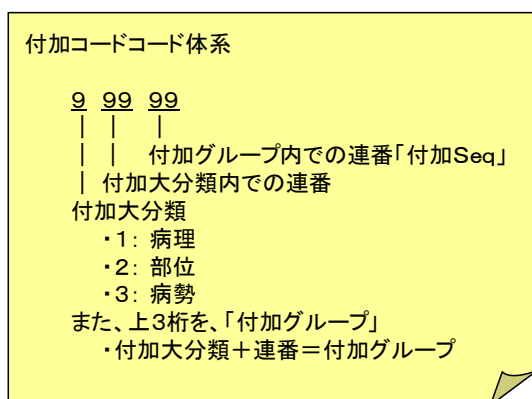 付加コードコード体系
９ ９９ ９９
｜ ｜ ｜
｜ ｜ 付加グループ内での連番「付加Ｓｅｑ」
｜ 付加大分類内での連番
付加大分類
・１： 病理
・２： 部位
・３： 病勢
また、上３桁を、「付加グループ」
・付加大分類＋連番＝付加グループ